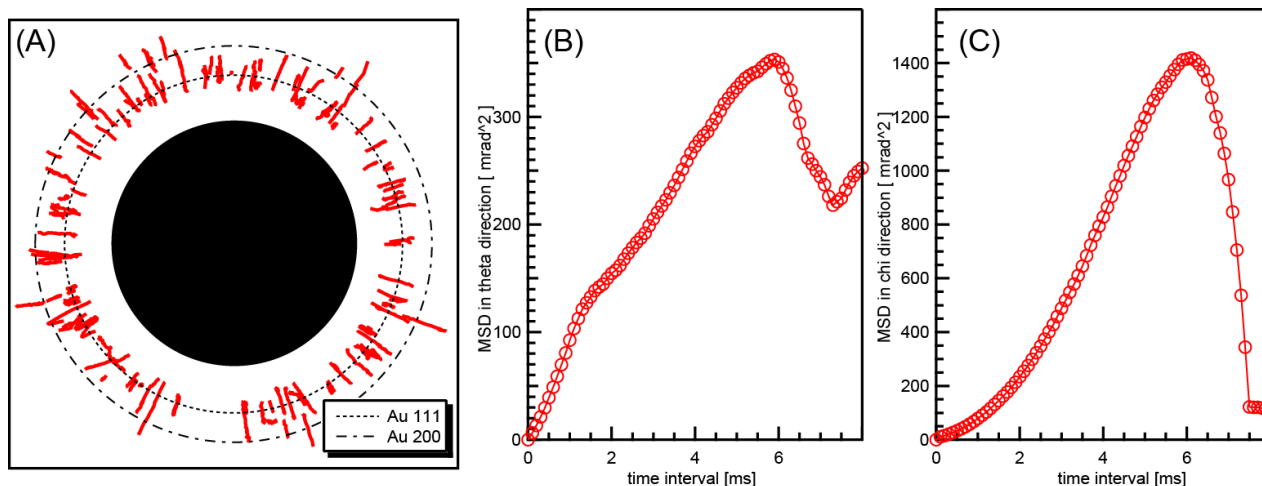 (A)
Au 111
Au 200
(B)
MSD in theta direction [ mrad^2 ]
300
200
100
0
0 2 4 6
time interval [ms]
(C)
MSD in chi direction [ mrad^2 ]
1400
1200
1000
800
600
400
200
0
0 2 4 6
time interval [ms]